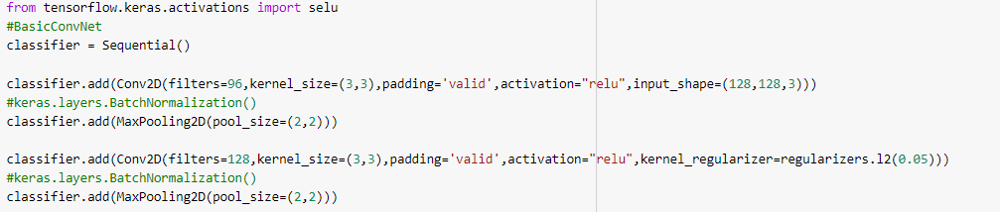 from tensorflow.keras.activations import selu
#BasicConvNet
classifier = Sequential()
classifier.add(Conv2D(filters=96,kernel_size=(3,3),padding='valid',activation="relu",input_shape=(128,128,3)))
#keras.layers.BatchNormalization()
classifier.add(MaxPooling2D(pool_size=(2,2)))
classifier.add(Conv2D(filters=128,kernel_size=(3,3),padding='valid',activation="relu",kernel_regularizer=regularizers.l2(0.05)))
#keras.layers.BatchNormalization()
classifier.add(MaxPooling2D(pool_size=(2,2)))